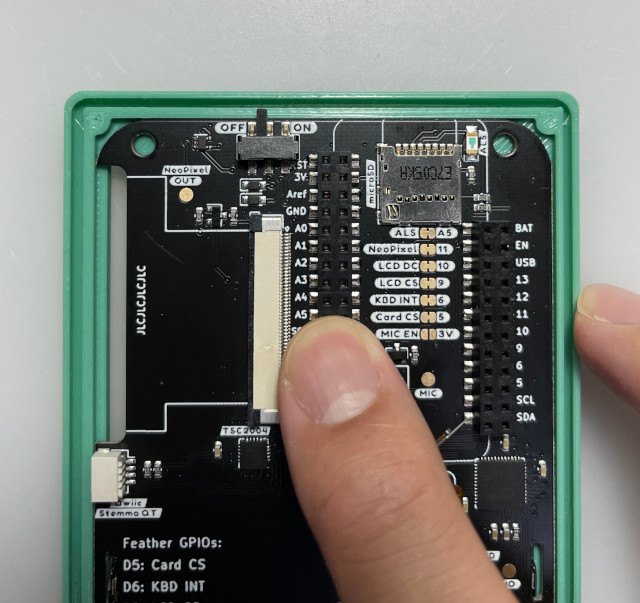 OFF ON
NeoPixel
OUT
3V
Aref
GND
A0
A1
A2
A3
A4
A5
microSD
E7C05KH
ALS
ALS A5
NeoPixel 11
LCD DC 10
LCD CS 9
KBD INT 6
Card CS 5
MIC EN 3V
BAT
EN
USB
13
12
11
10
9
6
5
SCL
SDA
MIC
JLCJLCJLCJLC
TSC2004
Stemma QT
Feather GPIOs:
D5: Card CS
D6: KBD INT